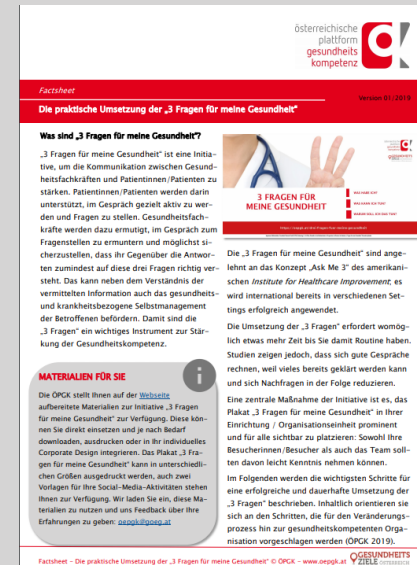 österreichische
plattform
gesundheits
kompetenz
Factsheet
Version 01/2019
Die praktische Umsetzung der „3 Fragen für meine Gesundheit"
Was sind „3 Fragen für meine Gesundheit"?
„3 Fragen für meine Gesundheit" ist eine Initia-
tive, um die Kommunikation zwischen Gesund-
heitsfachkräften und Patientinnen/Patienten zu
stärken. Patientinnen/Patienten werden darin
unterstützt, im Gespräch gezielt aktiv zu wer-
den und Fragen zu stellen. Gesundheitsfach-
kräfte werden dazu ermutigt, im Gespräch zum
Fragenstellen zu ermuntern und möglichst si-
cherzustellen, dass ihr Gegenüber die Antwor-
ten zumindest auf diese drei Fragen richtig ver-
steht. Das kann neben dem Verständnis der
vermittelten Information auch das gesundheits-
und krankheitsbezogene Selbstmanagement
der Betroffenen befördern. Damit sind die
„3 Fragen" ein wichtiges Instrument zur Stär-
kung der Gesundheitskompetenz.
MATERIALIEN FÜR SIE
Die ÖPGK stellt Ihnen auf der Webseite
aufbereitete Materialien zur Initiative „3 Fragen
für meine Gesundheit" zur Verfügung. Diese kön-
nen Sie direkt einsetzen und je nach Bedarf
downloaden, ausdrucken oder in Ihr individuelles
Corporate Design integrieren. Das Plakat „3 Fra-
gen für meine Gesundheit" kann in unterschiedli-
chen Größen ausgedruckt werden, auch zwei
Vorlagen für Ihre Social-Media-Aktivitäten stehen
Ihnen zur Verfügung. Wir laden Sie ein, diese Ma-
terialien zu nutzen und uns Feedback über Ihre
Erfahrungen zu geben: oepgk@goeg.at
3 FRAGEN FÜR
MEINE GESUNDHEIT
WAS HABE ICH?
WAS KANN ICH TUN?
WARUM SOLL ICH DAS TUN?
Die „3 Fragen für meine Gesundheit" sind ange-
lehnt an das Konzept „Ask Me 3" des amerikani-
schen Institute for Healthcare Improvement, es
wird international bereits in verschiedenen Set-
tings erfolgreich angewendet.
Die Umsetzung der „3 Fragen" erfordert womög-
lich etwas mehr Zeit bis Sie damit Routine haben.
Studien zeigen jedoch, dass sich gute Gespräche
rechnen, weil vieles bereits geklärt werden kann
und sich Nachfragen in der Folge reduzieren.
Eine zentrale Maßnahme der Initiative ist es, das
Plakat „3 Fragen für meine Gesundheit" in Ihrer
Einrichtung / Organisationseinheit prominent
und für alle sichtbar zu platzieren: Sowohl Ihre
Besucherinnen/Besucher als auch das Team soll-
ten davon leicht Kenntnis nehmen können.
Im Folgenden werden die wichtigsten Schritte für
eine erfolgreiche und dauerhafte Umsetzung der
„3 Fragen" beschrieben. Inhaltlich orientieren sie
sich an den Schritten, die für den Veränderungs-
prozess hin zur gesundheitskompetenten Orga-
nisation vorgeschlagen werden (ÖPGK 2019).
Factsheet – Die praktische Umsetzung der „3 Fragen für meine Gesundheit" © ÖPGK – www.oepgk.at
GESUNDHEITS
ZIELE ÖSTERREICH